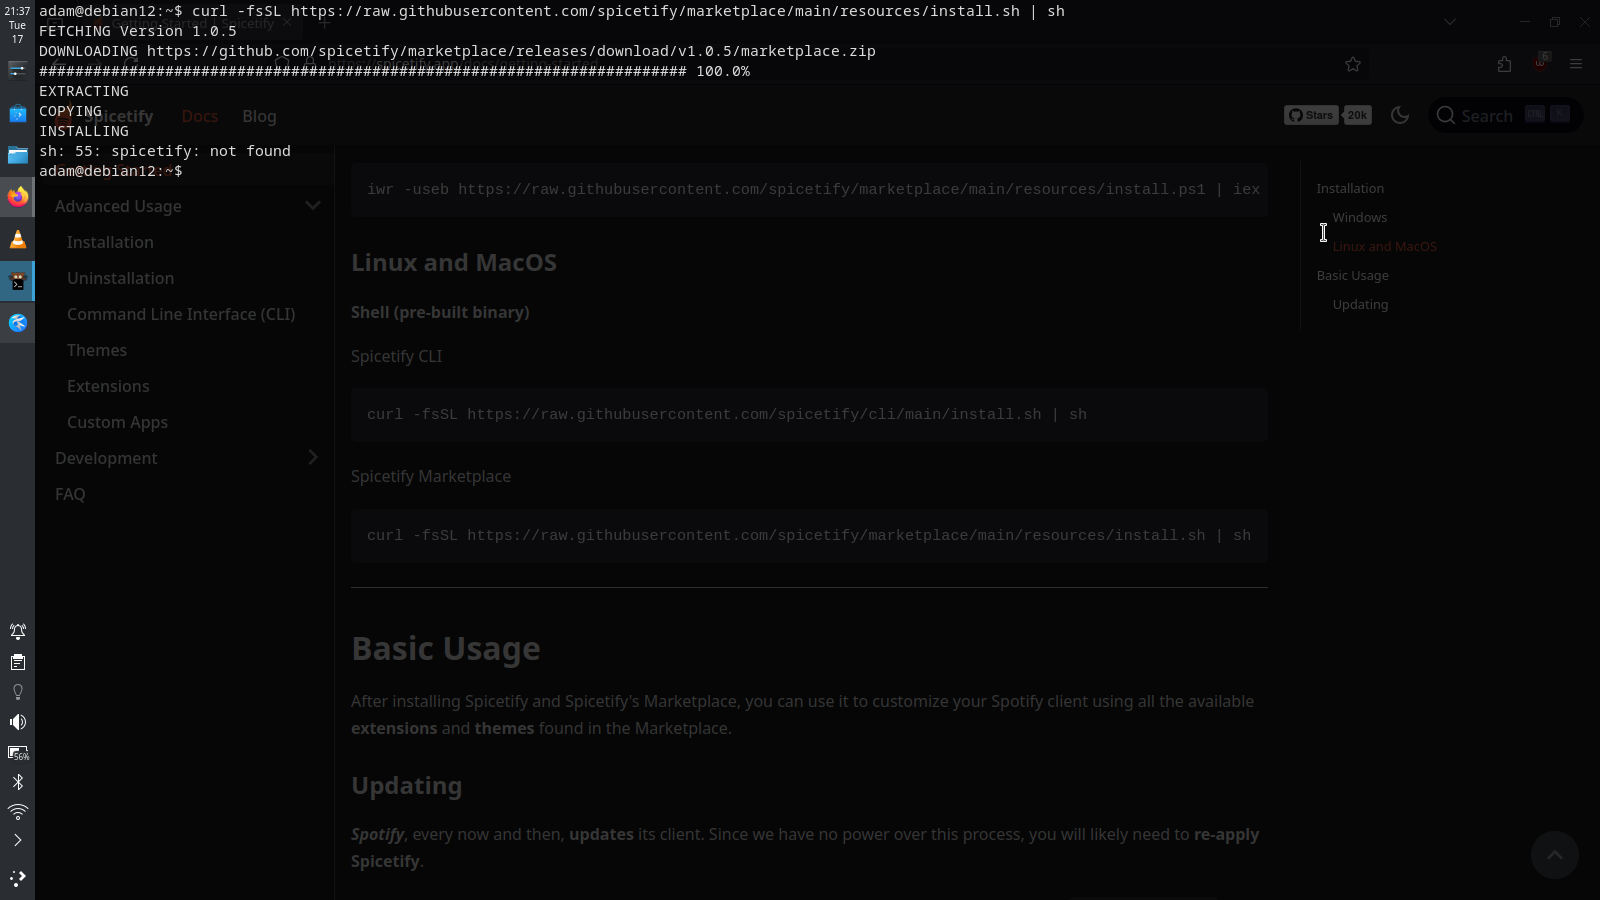 21:37
Tue
17
adam@debian12:~$ curl -fsSL https://raw.githubusercontent.com/spicetify/marketplace/main/resources/install.sh | sh
FETCHING Version 1.0.5
DOWNLOADING https://github.com/spicetify/marketplace/releases/download/v1.0.5/marketplace.zip
######################################################################## 100.0%
EXTRACTING
COPYING
INSTALLING
sh: 55: spicetify: not found
adam@debian12:~$
Spicetify
Docs
Blog
Stars
20k
Search
Advanced Usage
Installation
Uninstallation
Command Line Interface (CLI)
Themes
Extensions
Custom Apps
Development
FAQ
iwr -useb https://raw.githubusercontent.com/spicetify/marketplace/main/resources/install.ps1 | iex
Linux and MacOS
Shell (pre-built binary)
Spicetify CLI
curl -fsSL https://raw.githubusercontent.com/spicetify/cli/main/install.sh | sh
Spicetify Marketplace
curl -fsSL https://raw.githubusercontent.com/spicetify/marketplace/main/resources/install.sh | sh
Basic Usage
After installing Spicetify and Spicetify's Marketplace, you can use it to customize your Spotify client using all the available
extensions and themes found in the Marketplace.
Updating
Spotify, every now and then, updates its client. Since we have no power over this process, you will likely need to re-apply
Spicetify.
Installation
Windows
Linux and MacOS
Basic Usage
Updating
56%